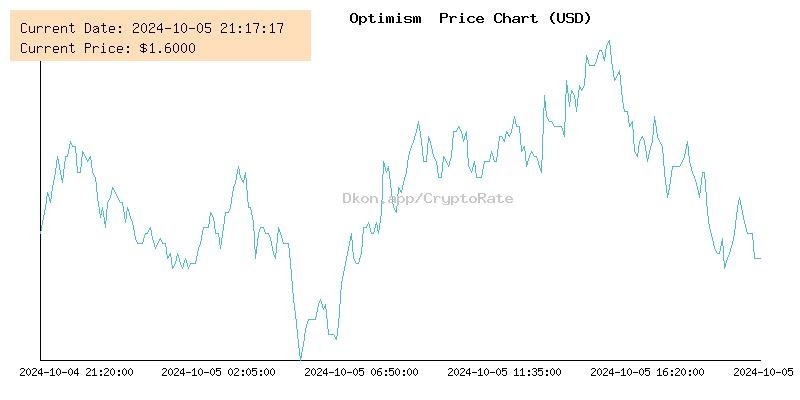 Optimism  Price Chart (USD)
Current Date: 2024-10-05 21:17:17
Current Price: $1.6000
Dkon.app/CryptoRate
2024-10-04 21:20:00 2024-10-05 02:05:00 2024-10-05 06:50:00 2024-10-05 11:35:00 2024-10-05 16:20:00 2024-10-05